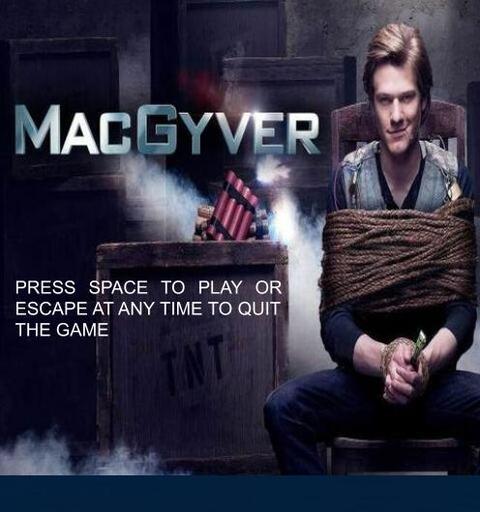 MACGYVER
PRESS SPACE TO PLAY OR
ESCAPE AT ANY TIME TO QUIT
THE GAME
TNT